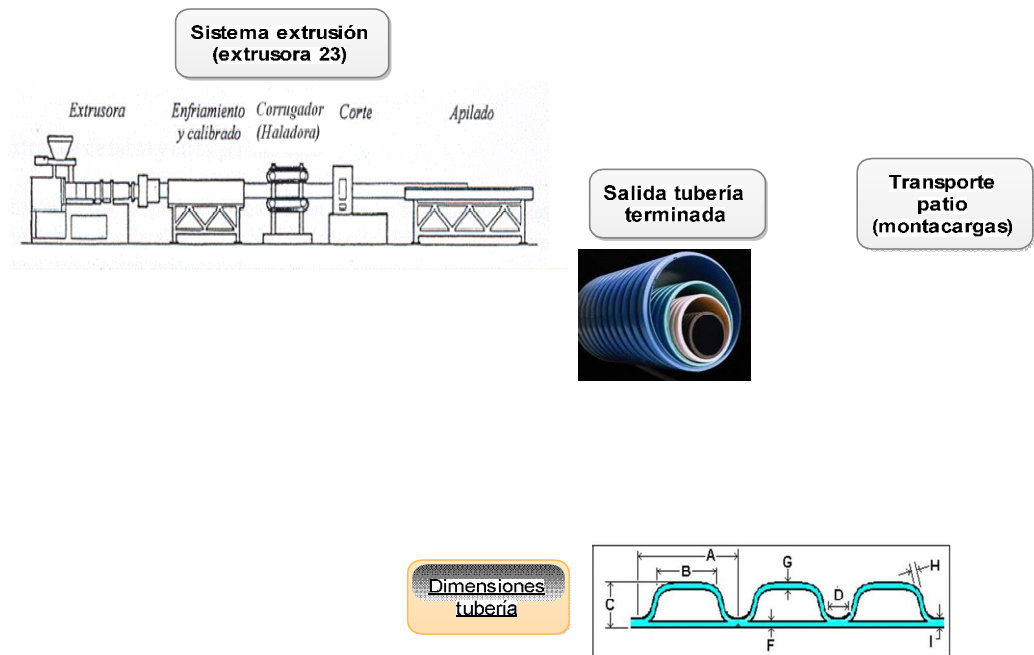 Sistema extrusión
(extrusora 23)
Extrusora
Enfriamiento
y calibrado
Corrugador
(Haladora)
Corte
Apilado
Salida tubería
terminada
Transporte
patio
(montacargas)
Dimensiones
tubería
A
B
C
G
D
H
F
I